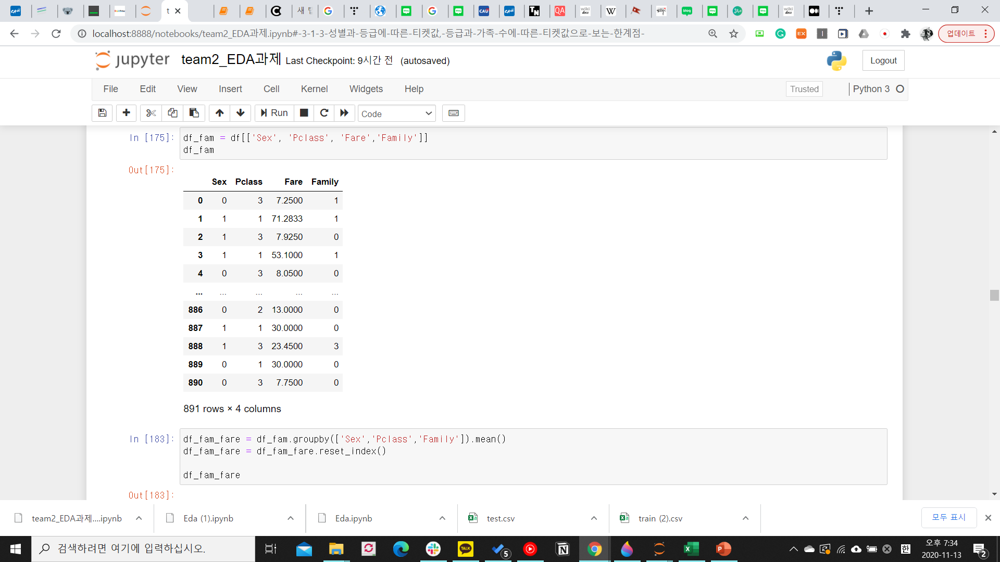 t
새 탭
localhost:8888/notebooks/team2_EDA과제.ipynb#-3-1-3-성별과-등급에-따른-티켓값,-등급과-가족-수에-따른-티켓값으로-보는-한계점-
업데이트
jupyter team2_EDA과제 Last Checkpoint: 9시간 전 (autosaved)
Logout
File Edit View Insert Cell Kernel Widgets Help
Trusted
Python 3
Run
Code
In [175]: df_fam = df[['Sex', 'Pclass', 'Fare','Family']]
df_fam
Out[175]:
Sex Pclass Fare Family
0 0 3 7.2500 1
1 1 1 71.2833 1
2 1 3 7.9250 0
3 1 1 53.1000 1
4 0 3 8.0500 0
... ... ... ... ...
886 0 2 13.0000 0
887 1 1 30.0000 0
888 1 3 23.4500 3
889 0 1 30.0000 0
890 0 3 7.7500 0
891 rows × 4 columns
In [183]: df_fam_fare = df_fam.groupby(['Sex','Pclass','Family']).mean()
df_fam_fare = df_fam_fare.reset_index()
df_fam_fare
Out[183]:
team2_EDA과제....ipynb
Eda (1).ipynb
Eda.ipynb
test.csv
train (2).csv
모두 표시
검색하려면 여기에 입력하십시오.
TALK
5
한
오후 7:34
2020-11-13
2